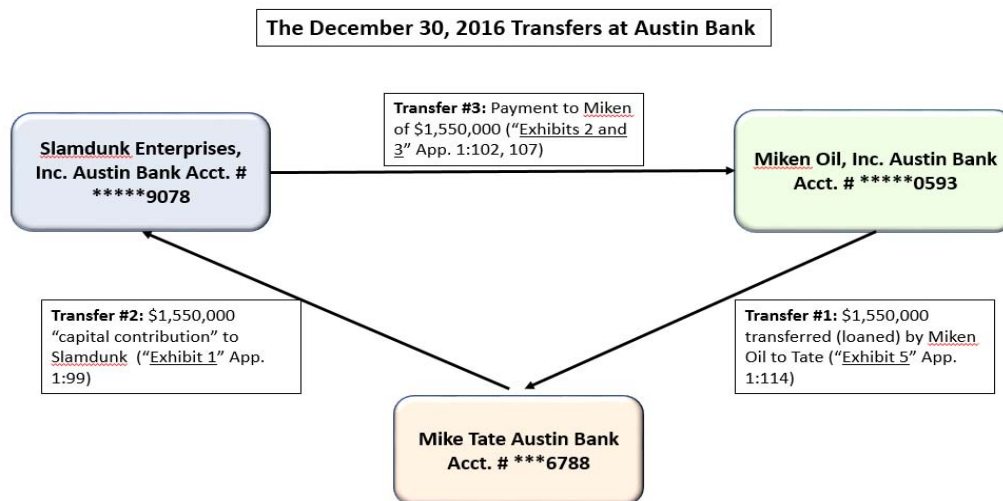 The December 30, 2016 Transfers at Austin Bank
Transfer #3: Payment to Miken
of $1,550,000 (“Exhibits 2 and
3” App. 1:102, 107)
Slamdunk Enterprises,
Inc. Austin Bank Acct. #
*****9078
Miken Oil, Inc. Austin Bank
Acct. # *****0593
Transfer #2: $1,550,000
“capital contribution” to
Slamdunk (“Exhibit 1” App.
1:99)
Transfer #1: $1,550,000
transferred (loaned) by Miken
Oil to Tate (“Exhibit 5” App.
1:114)
Mike Tate Austin Bank
Acct. # ***6788